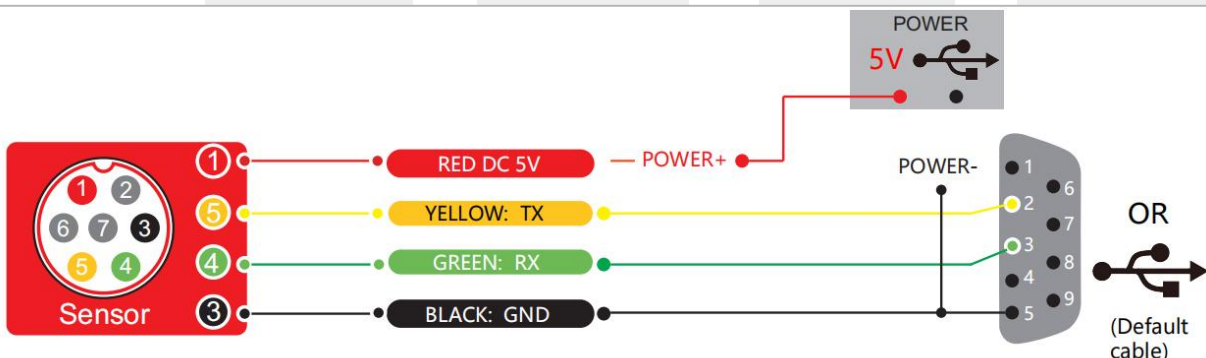 POWER
5V
1 RED DC 5V POWER+
5 YELLOW: TX
4 GREEN: RX
3 BLACK: GND
1 2
6 7 3
5 4
Sensor
POWER-
1
6
2
7
3
8
4
9
5
OR
(Default
cable)